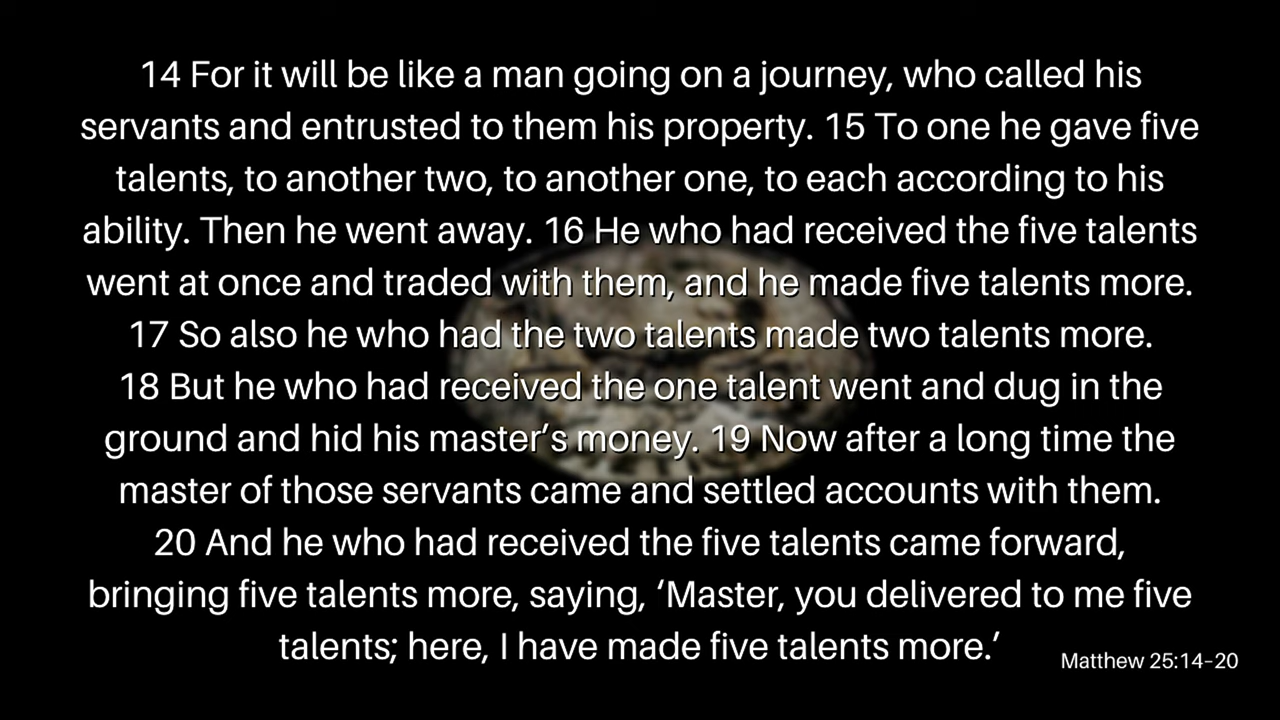 14 For it will be like a man going on a journey, who called his
servants and entrusted to them his property. 15 To one he gave five
talents, to another two, to another one, to each according to his
ability. Then he went away. 16 He who had received the five talents
went at once and traded with them, and he made five talents more.
17 So also he who had the two talents made two talents more.
18 But he who had received the one talent went and dug in the
ground and hid his master’s money. 19 Now after a long time the
master of those servants came and settled accounts with them.
20 And he who had received the five talents came forward,
bringing five talents more, saying, ‘Master, you delivered to me five
talents; here, I have made five talents more.’
Matthew 25:14–20